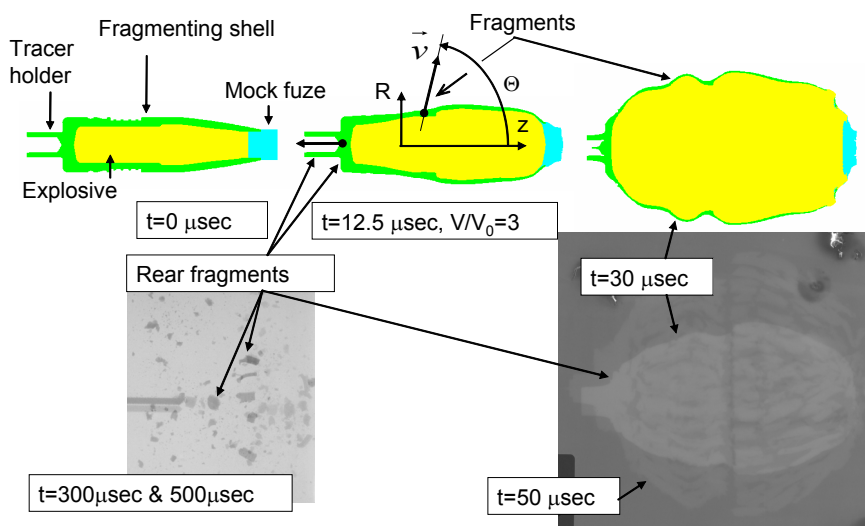 Fragmenting shell
Tracer
holder
Mock fuze
Explosive
v
Fragments
R
Θ
z
t=0 μsec
t=12.5 μsec, V/V₀=3
Rear fragments
t=30 μsec
t=300μsec & 500μsec
t=50 μsec